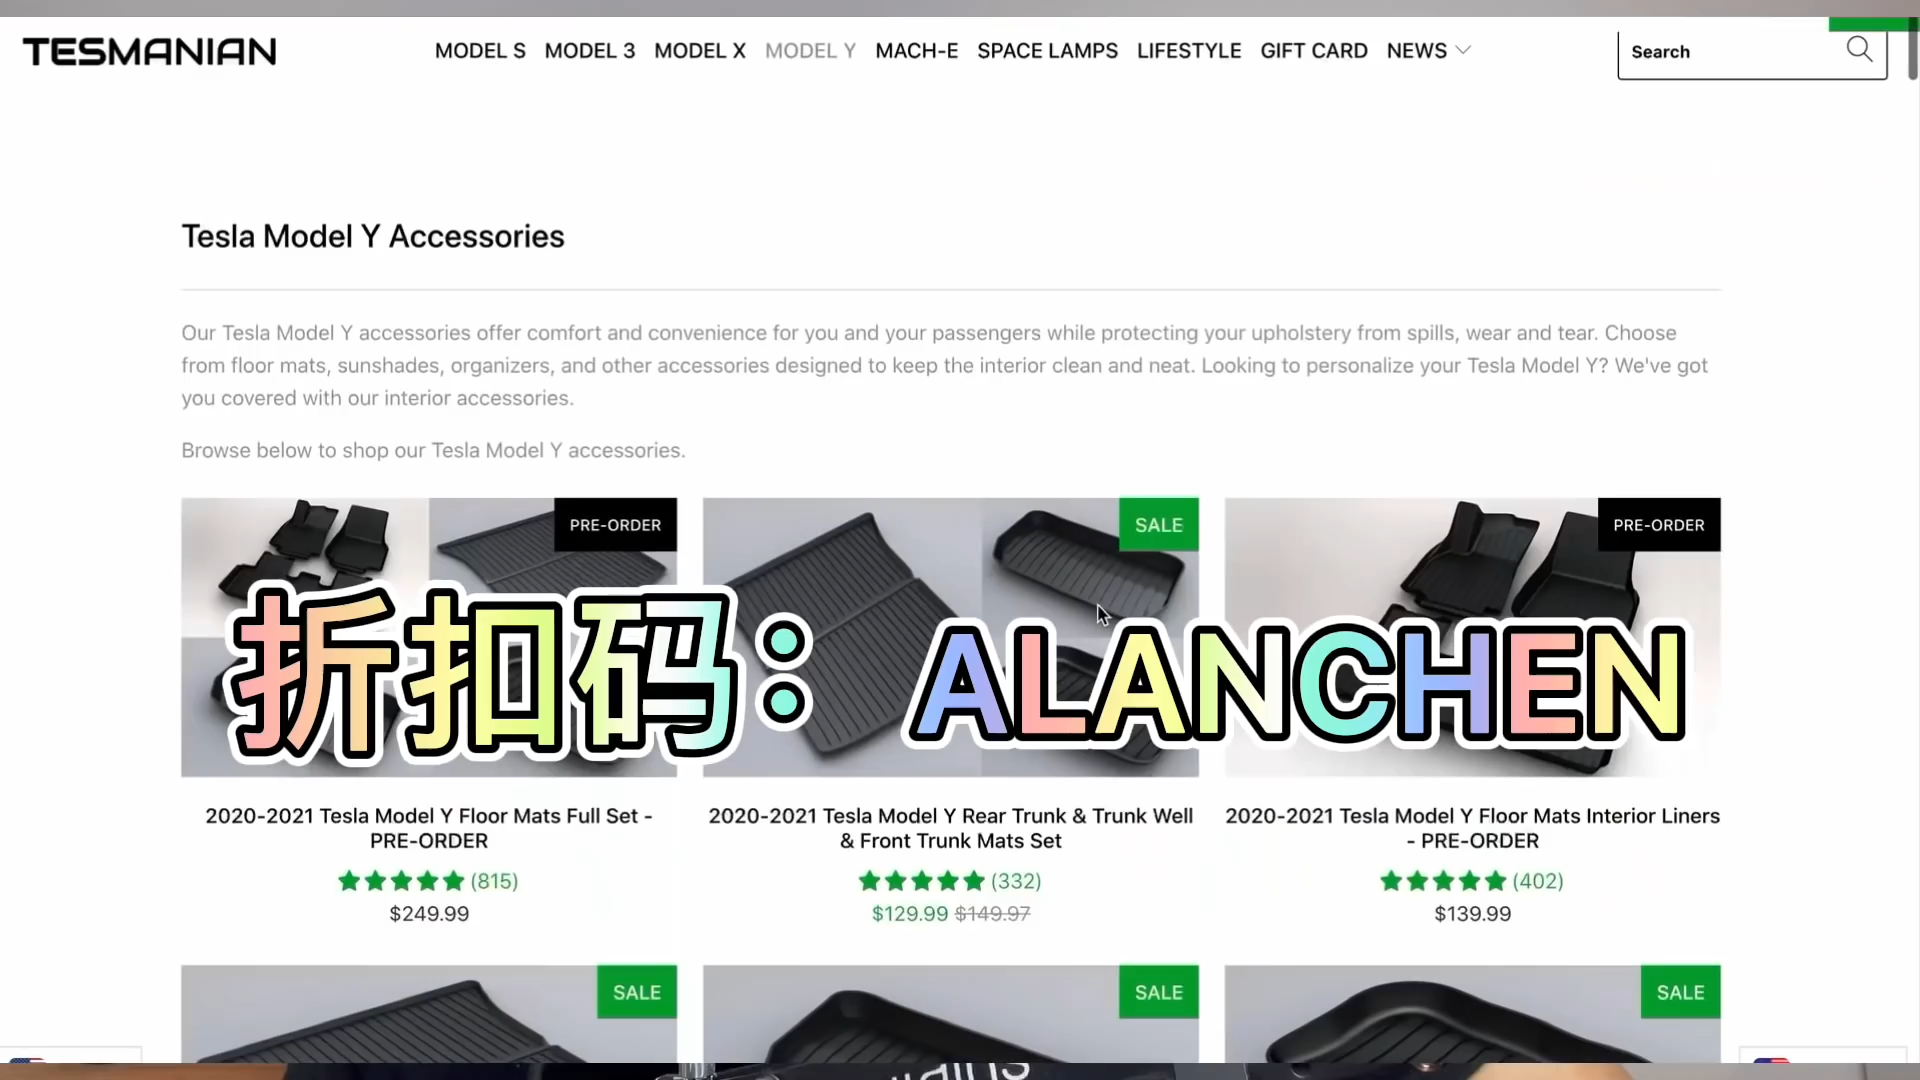 TESMANIAN
MODEL S MODEL 3 MODEL X MODEL Y MACH-E SPACE LAMPS LIFESTYLE GIFT CARD NEWS
Search
Tesla Model Y Accessories
Our Tesla Model Y accessories offer comfort and convenience for you and your passengers while protecting your upholstery from spills, wear and tear. Choose
from floor mats, sunshades, organizers, and other accessories designed to keep the interior clean and neat. Looking to personalize your Tesla Model Y? We've got
you covered with our interior accessories.
Browse below to shop our Tesla Model Y accessories.
PRE-ORDER
SALE
PRE-ORDER
折扣码：ALANCHEN
2020-2021 Tesla Model Y Floor Mats Full Set -
PRE-ORDER
(815)
$249.99
2020-2021 Tesla Model Y Rear Trunk & Trunk Well
& Front Trunk Mats Set
(332)
$129.99 $149.97
2020-2021 Tesla Model Y Floor Mats Interior Liners
- PRE-ORDER
(402)
$139.99
SALE
SALE
SALE